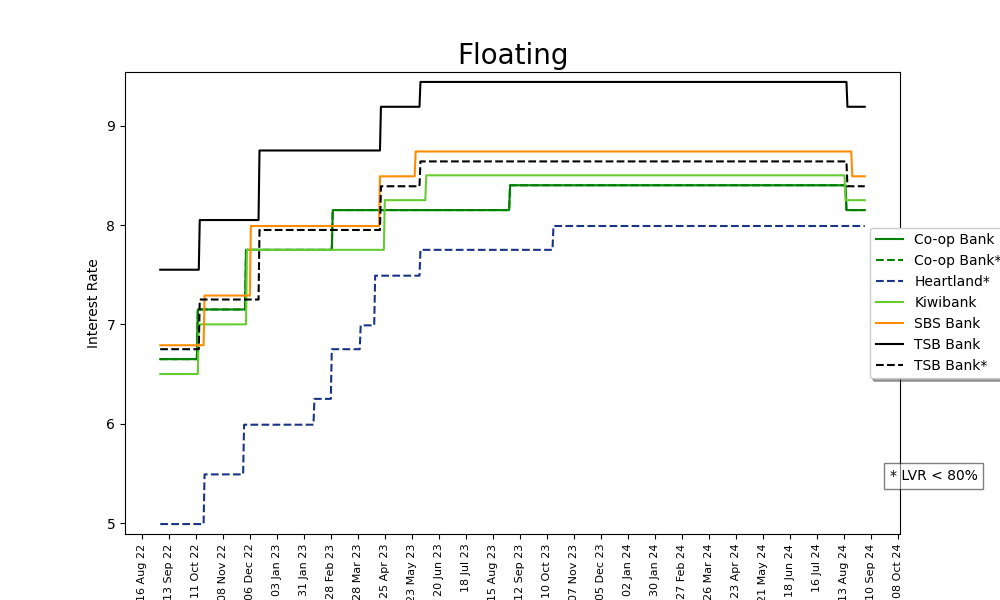 Floating
Interest Rate
9
8
7
6
5
Co-op Bank
Co-op Bank*
Heartland*
Kiwibank
SBS Bank
TSB Bank
TSB Bank*
* LVR < 80%
16 Aug 22
13 Sep 22
11 Oct 22
08 Nov 22
06 Dec 22
03 Jan 23
31 Jan 23
28 Feb 23
28 Mar 23
25 Apr 23
23 May 23
20 Jun 23
18 Jul 23
15 Aug 23
12 Sep 23
10 Oct 23
07 Nov 23
05 Dec 23
02 Jan 24
30 Jan 24
27 Feb 24
26 Mar 24
23 Apr 24
21 May 24
18 Jun 24
16 Jul 24
13 Aug 24
10 Sep 24
08 Oct 24